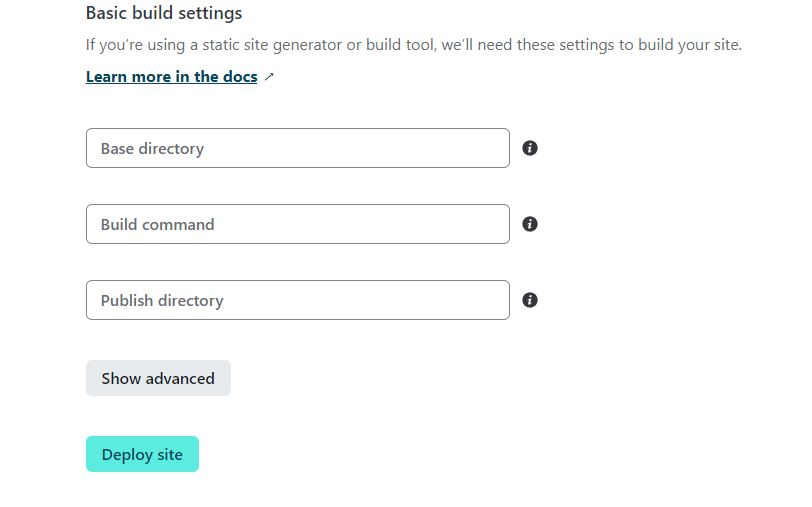 Basic build settings
If you’re using a static site generator or build tool, we’ll need these settings to build your site.
Learn more in the docs ↗
Base directory
Build command
Publish directory
Show advanced
Deploy site